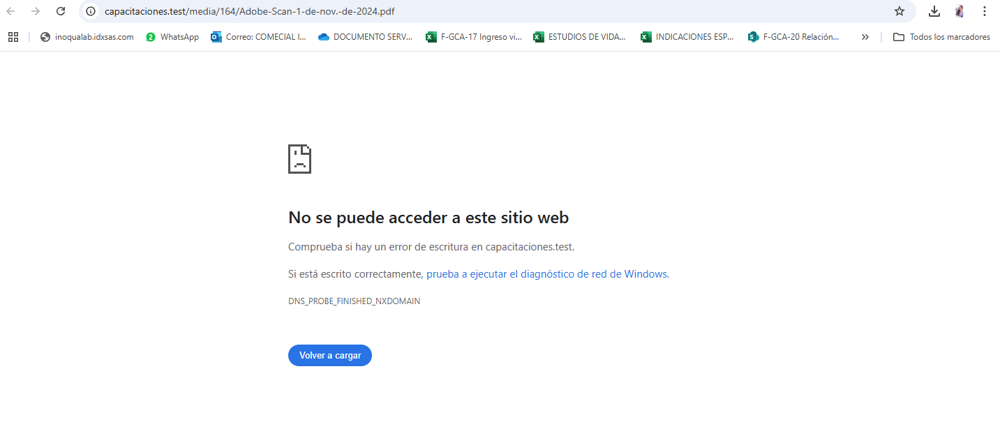 capacitaciones.test/media/164/Adobe-Scan-1-de-nov.-de-2024.pdf
inoqualab.idxsas.com 2 WhatsApp Correo: COMECIAL I... DOCUMENTO SERV... F-GCA-17 Ingreso vi... ESTUDIOS DE VIDA... INDICACIONES ESP... F-GCA-20 Relación... » Todos los marcadores
No se puede acceder a este sitio web
Comprueba si hay un error de escritura en capacitaciones.test.
Si está escrito correctamente, prueba a ejecutar el diagnóstico de red de Windows.
DNS_PROBE_FINISHED_NXDOMAIN
Volver a cargar